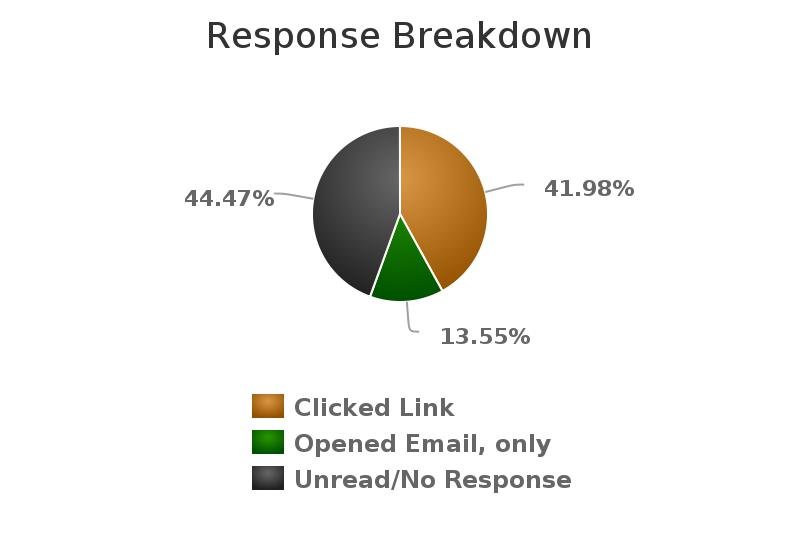 Response Breakdown
44.47%
41.98%
13.55%
Clicked Link
Opened Email, only
Unread/No Response